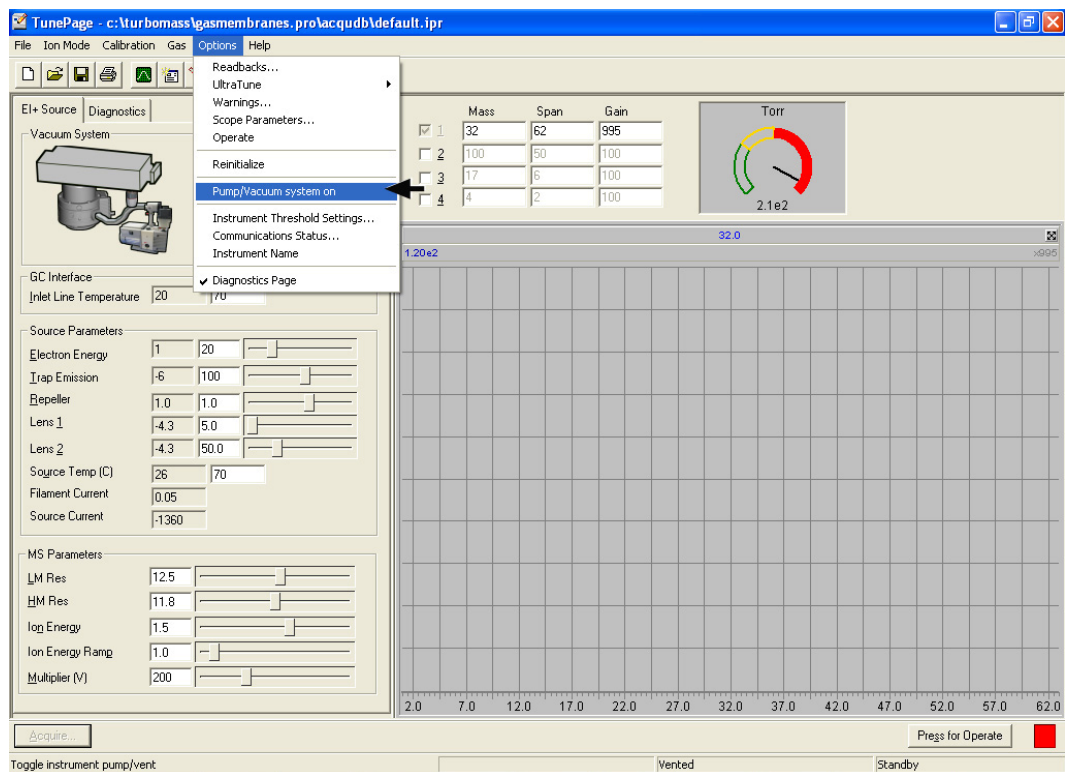 TunePage - c:\turbomass\gasmembranes.pro\acqudb\default.ipr
File Ion Mode Calibration Gas Options Help
Readbacks...
UltraTune
Warnings...
Scope Parameters...
Operate
Reinitialize
Pump/Vacuum system on
Instrument Threshold Settings...
Communications Status...
Instrument Name
Diagnostics Page
EI+ Source Diagnostics
Vacuum System
Mass Span Gain
1 32 62 995
2 100 50 100
3 17 6 100
4 4 2 100
Torr
2.1e2
32.0
1.20e2 x995
GC Interface
Inlet Line Temperature 20 70
Source Parameters
Electron Energy 1 20
Trap Emission -6 100
Repeller 1.0 1.0
Lens 1 -4.3 5.0
Lens 2 -4.3 50.0
Source Temp (C) 26 70
Filament Current 0.05
Source Current -1360
MS Parameters
LM Res 12.5
HM Res 11.8
Ion Energy 1.5
Ion Energy Ramp 1.0
Multiplier (V) 200
2.0 7.0 12.0 17.0 22.0 27.0 32.0 37.0 42.0 47.0 52.0 57.0 62.0
Acquire... Press for Operate
Toggle instrument pump/vent Vented Standby